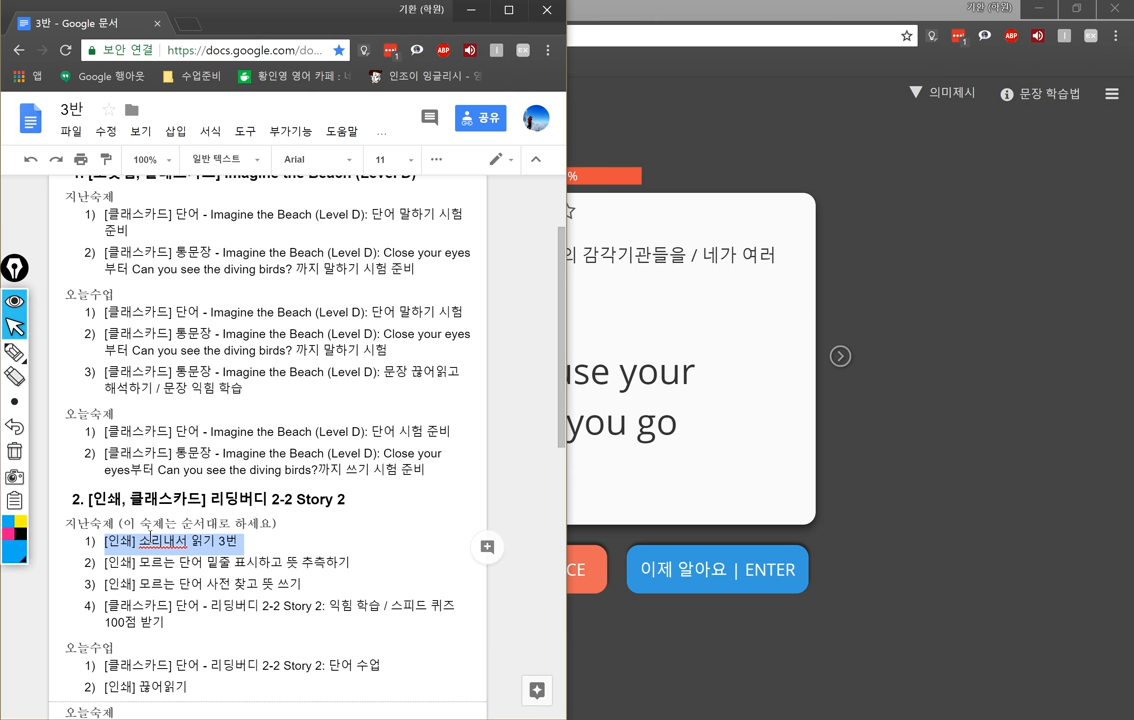 기환 (학원)
기환 (학원)
3반 - Google 문서
보안 연결
https://docs.google.com/do...
앱
Google 행아웃
수업준비
황인영 영어 카페 : 네
인조이 잉글리시 - 영
의미제시
문장 학습법
3반
공유
파일 수정 보기 삽입 서식 도구 부가기능 도움말 ...
100% 일반 텍스트 Arial 11
Imagine the Beach (Level D)
지난숙제
1) [클래스카드] 단어 - Imagine the Beach (Level D): 단어 말하기 시험
준비
2) [클래스카드] 통문장 - Imagine the Beach (Level D): Close your eyes
부터 Can you see the diving birds? 까지 말하기 시험 준비
오늘수업
1) [클래스카드] 단어 - Imagine the Beach (Level D): 단어 말하기 시험
2) [클래스카드] 통문장 - Imagine the Beach (Level D): Close your eyes
부터 Can you see the diving birds? 까지 말하기 시험
3) [클래스카드] 통문장 - Imagine the Beach (Level D): 문장 끊어읽고
해석하기 / 문장 익힘 학습
오늘숙제
1) [클래스카드] 단어 - Imagine the Beach (Level D): 단어 시험 준비
2) [클래스카드] 통문장 - Imagine the Beach (Level D): Close your
eyes부터 Can you see the diving birds?까지 쓰기 시험 준비
2. [인쇄, 클래스카드] 리딩버디 2-2 Story 2
지난숙제 (이 숙제는 순서대로 하세요)
1) [인쇄] 소리내서 읽기 3번
2) [인쇄] 모르는 단어 밑줄 표시하고 뜻 추측하기
3) [인쇄] 모르는 단어 사전 찾고 뜻 쓰기
4) [클래스카드] 단어 - 리딩버디 2-2 Story 2: 익힘 학습 / 스피드 퀴즈
100점 받기
오늘수업
1) [클래스카드] 단어 - 리딩버디 2-2 Story 2: 단어 수업
2) [인쇄] 끊어읽기
오늘숙제
%
의 감각기관들을 / 네가 여러
use your
you go
CE
이제 알아요 | ENTER